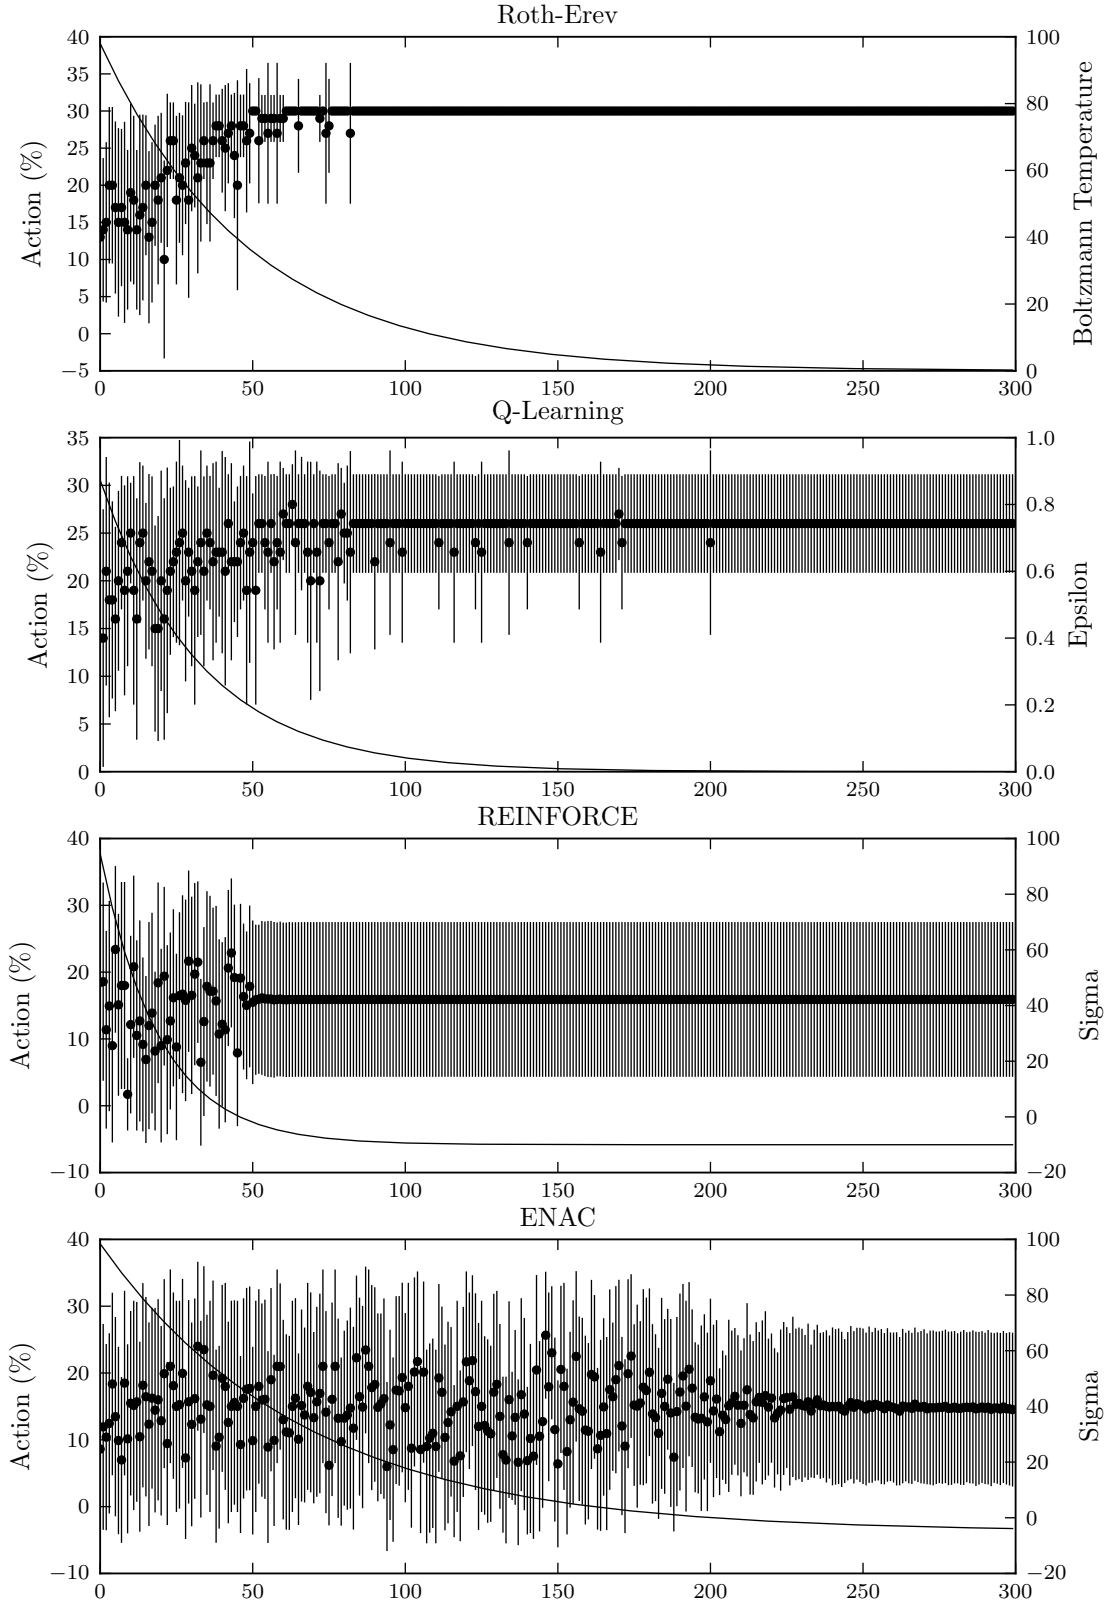 Roth-Erev
40 100
35
30 80
25
20 60
15
10 40
5
0 20
−5 0
0 50 100 150 200 250 300
Action (%)
Boltzmann Temperature
Q-Learning
35 1.0
30 0.8
25
20 0.6
15 0.4
10
5 0.2
0 0.0
0 50 100 150 200 250 300
Action (%)
Epsilon
REINFORCE
40 100
30 80
60
20
40
10 20
0 0
−10 −20
0 50 100 150 200 250 300
Action (%)
Sigma
ENAC
40 100
30 80
60
20
40
10 20
0 0
−10 −20
0 50 100 150 200 250 300
Action (%)
Sigma